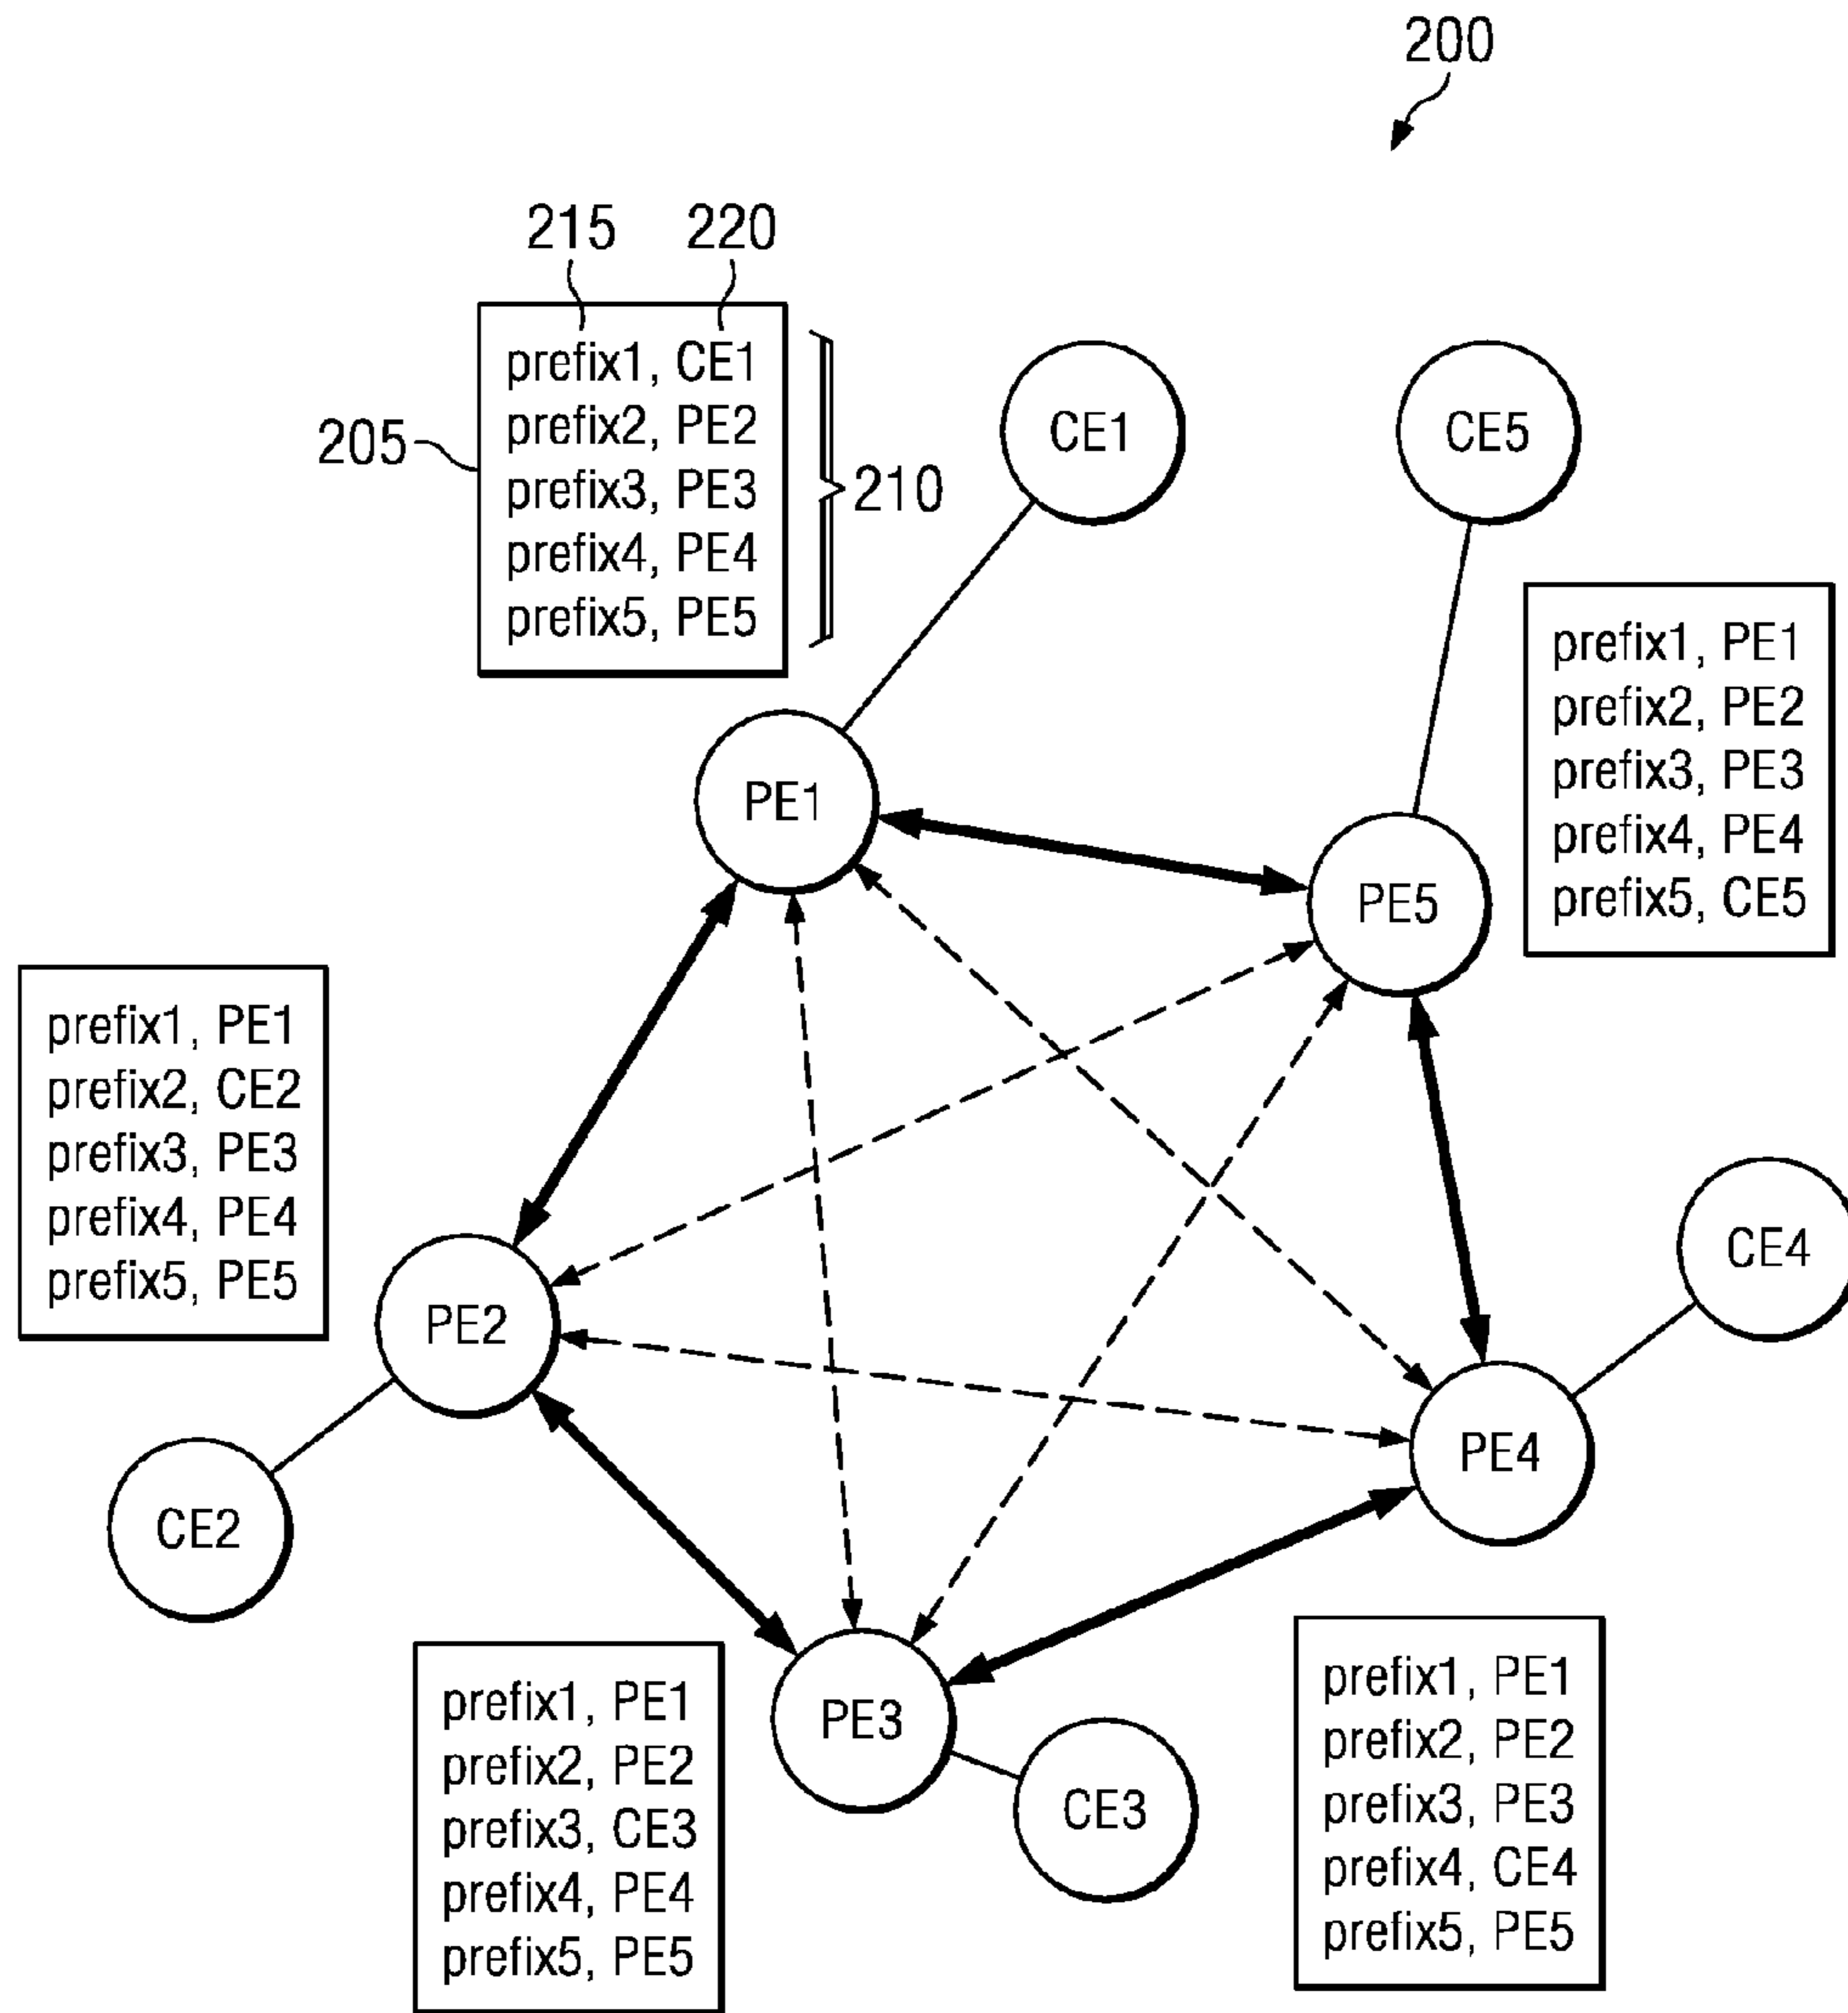 200
215 220
prefix1, CE1
prefix2, PE2
prefix3, PE3
prefix4, PE4
prefix5, PE5
205
210
CE1
CE5
prefix1, PE1
prefix2, PE2
prefix3, PE3
prefix4, PE4
prefix5, CE5
PE1
PE5
prefix1, PE1
prefix2, CE2
prefix3, PE3
prefix4, PE4
prefix5, PE5
CE4
PE2
PE4
CE2
prefix1, PE1
prefix2, PE2
prefix3, CE3
prefix4, PE4
prefix5, PE5
PE3
CE3
prefix1, PE1
prefix2, PE2
prefix3, PE3
prefix4, CE4
prefix5, PE5